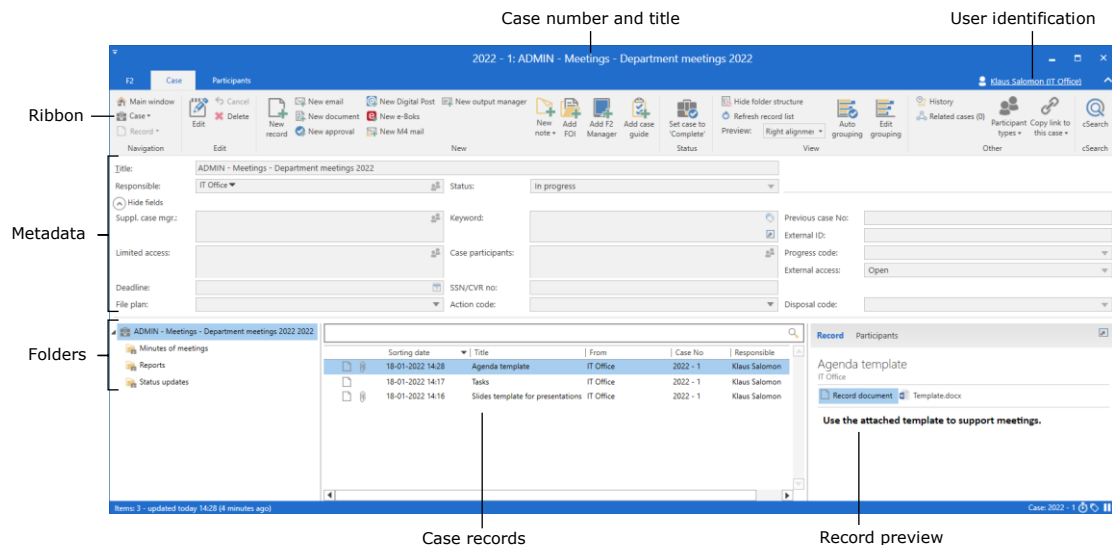 Case number and title
User identification
2022 - 1: ADMIN - Meetings - Department meetings 2022
F2 Case Participants
Klaus Salomon (IT Office)
Ribbon
Main window
Case
Record
Navigation
Edit
Cancel
Delete
Edit
New record
New email
New document
New approval
New Digital Post
New e-Boks
New M4 mail
New output manager
New note
Add FOI
Add F2 Manager
Add case guide
New
Set case to 'Complete'
Status
Hide folder structure
Refresh record list
Preview: Right alignmen
Auto grouping
Edit grouping
View
History
Related cases (0)
Participant types
Copy link to this case
Other
cSearch
cSearch
Metadata
Title: ADMIN - Meetings - Department meetings 2022
Responsible: IT Office Status: In progress
Hide fields
Suppl. case mgr.: Keyword: Previous case No:
External ID:
Limited access: Case participants: Progress code:
External access: Open
Deadline: SSN/CVR no:
File plan: Action code: Disposal code:
Folders
ADMIN - Meetings - Department meetings 2022 2022
Minutes of meetings
Reports
Status updates
Sorting date Title From Case No Responsible
18-01-2022 14:28 Agenda template IT Office 2022 - 1 Klaus Salomon
18-01-2022 14:17 Tasks IT Office 2022 - 1 Klaus Salomon
18-01-2022 14:16 Slides template for presentations IT Office 2022 - 1 Klaus Salomon
Record Participants
Agenda template
IT Office
Record document Template.docx
Use the attached template to support meetings.
Items: 3 - updated today 14:28 (4 minutes ago)
Case: 2022 - 1
Case records
Record preview